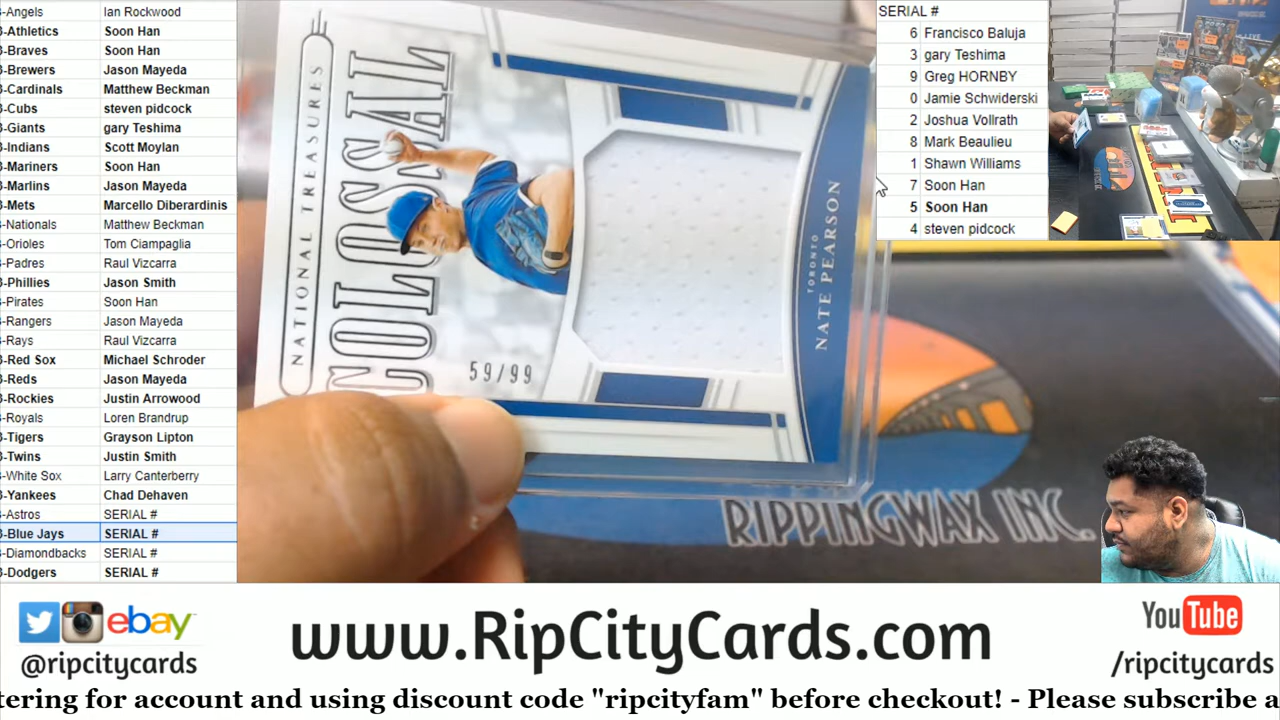 -Angels Ian Rockwood
-Athletics Soon Han
-Braves Soon Han
-Brewers Jason Mayeda
-Cardinals Matthew Beckman
-Cubs steven pidcock
-Giants gary Teshima
-Indians Scott Moylan
-Mariners Soon Han
-Marlins Jason Mayeda
-Mets Marcello Diberardinis
-Nationals Matthew Beckman
-Orioles Tom Ciampaglia
-Padres Raul Vizcarra
-Phillies Jason Smith
-Pirates Soon Han
-Rangers Jason Mayeda
-Rays Raul Vizcarra
-Red Sox Michael Schroder
-Reds Jason Mayeda
-Rockies Justin Arrowood
-Royals Loren Brandrup
-Tigers Grayson Lipton
-Twins Justin Smith
-White Sox Larry Canterberry
-Yankees Chad Dehaven
-Astros SERIAL #
-Blue Jays SERIAL #
-Diamondbacks SERIAL #
-Dodgers SERIAL #
NATIONAL TREASURES
COLOSSAL
59/99
TORONTO
NATE PEARSON
RIPPINGWAX INC.
SERIAL #
6 Francisco Baluja
3 gary Teshima
9 Greg HORNBY
0 Jamie Schwiderski
2 Joshua Vollrath
8 Mark Beaulieu
1 Shawn Williams
7 Soon Han
5 Soon Han
4 steven pidcock
ebay
@ripcitycards
www.RipCityCards.com
YouTube
/ripcitycards
tering for account and using discount code "ripcityfam" before checkout! - Please subscribe a